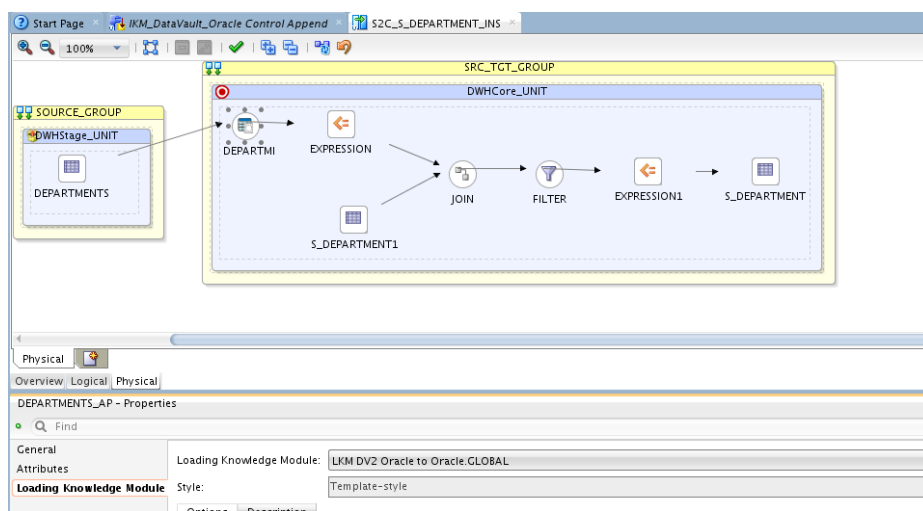 Start Page
IKM_DataVault_Oracle Control Append
S2C_S_DEPARTMENT_INS
100%
SRC_TGT_GROUP
DWHCore_UNIT
SOURCE_GROUP
DWHStage_UNIT
DEPARTMENTS
DEPARTMI
EXPRESSION
S_DEPARTMENT1
JOIN
FILTER
EXPRESSION1
S_DEPARTMENT
Physical
Overview Logical Physical
DEPARTMENTS_AP - Properties
Find
General
Attributes
Loading Knowledge Module
Loading Knowledge Module: LKM DV2 Oracle to Oracle.GLOBAL
Style: Template-style
Options Description